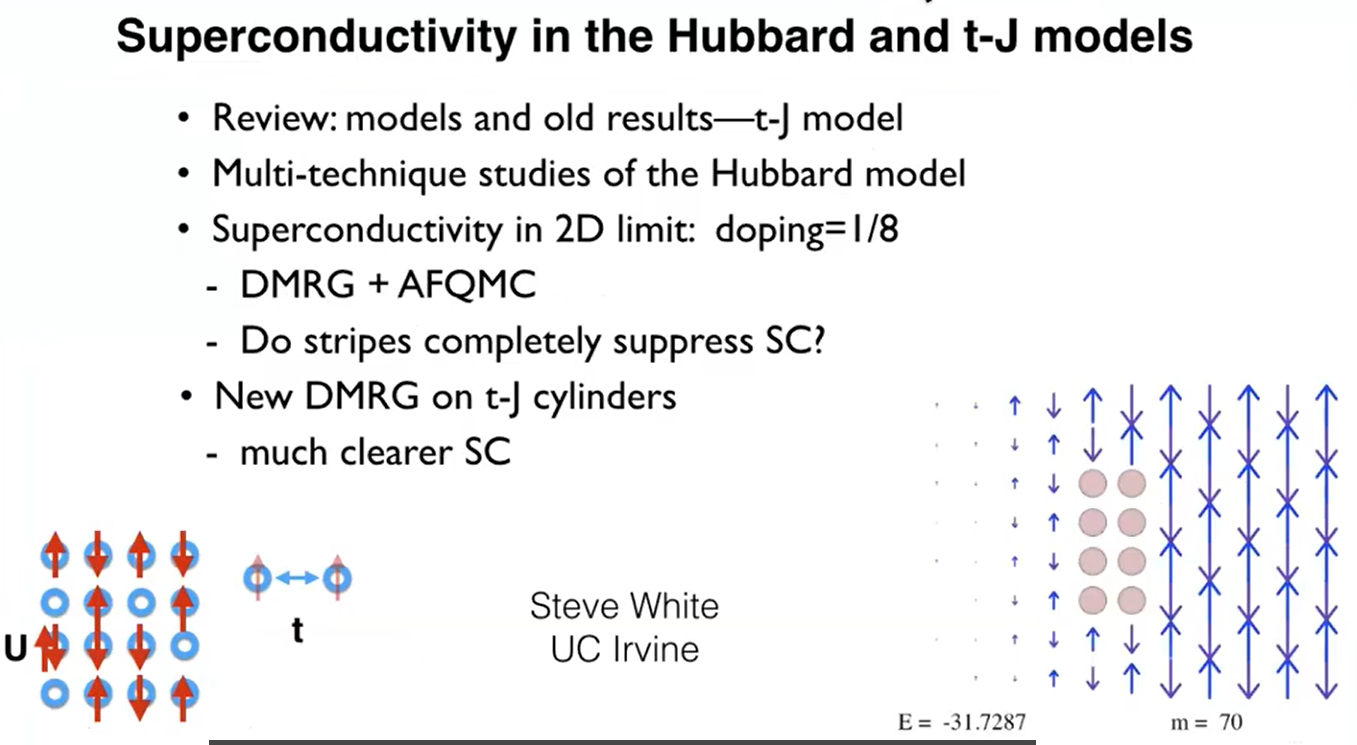 Superconductivity in the Hubbard and t-J models
• Review: models and old results—t-J model
• Multi-technique studies of the Hubbard model
• Superconductivity in 2D limit: doping=1/8
- DMRG + AFQMC
- Do stripes completely suppress SC?
• New DMRG on t-J cylinders
- much clearer SC
U
t
Steve White
UC Irvine
E = -31.7287
m = 70